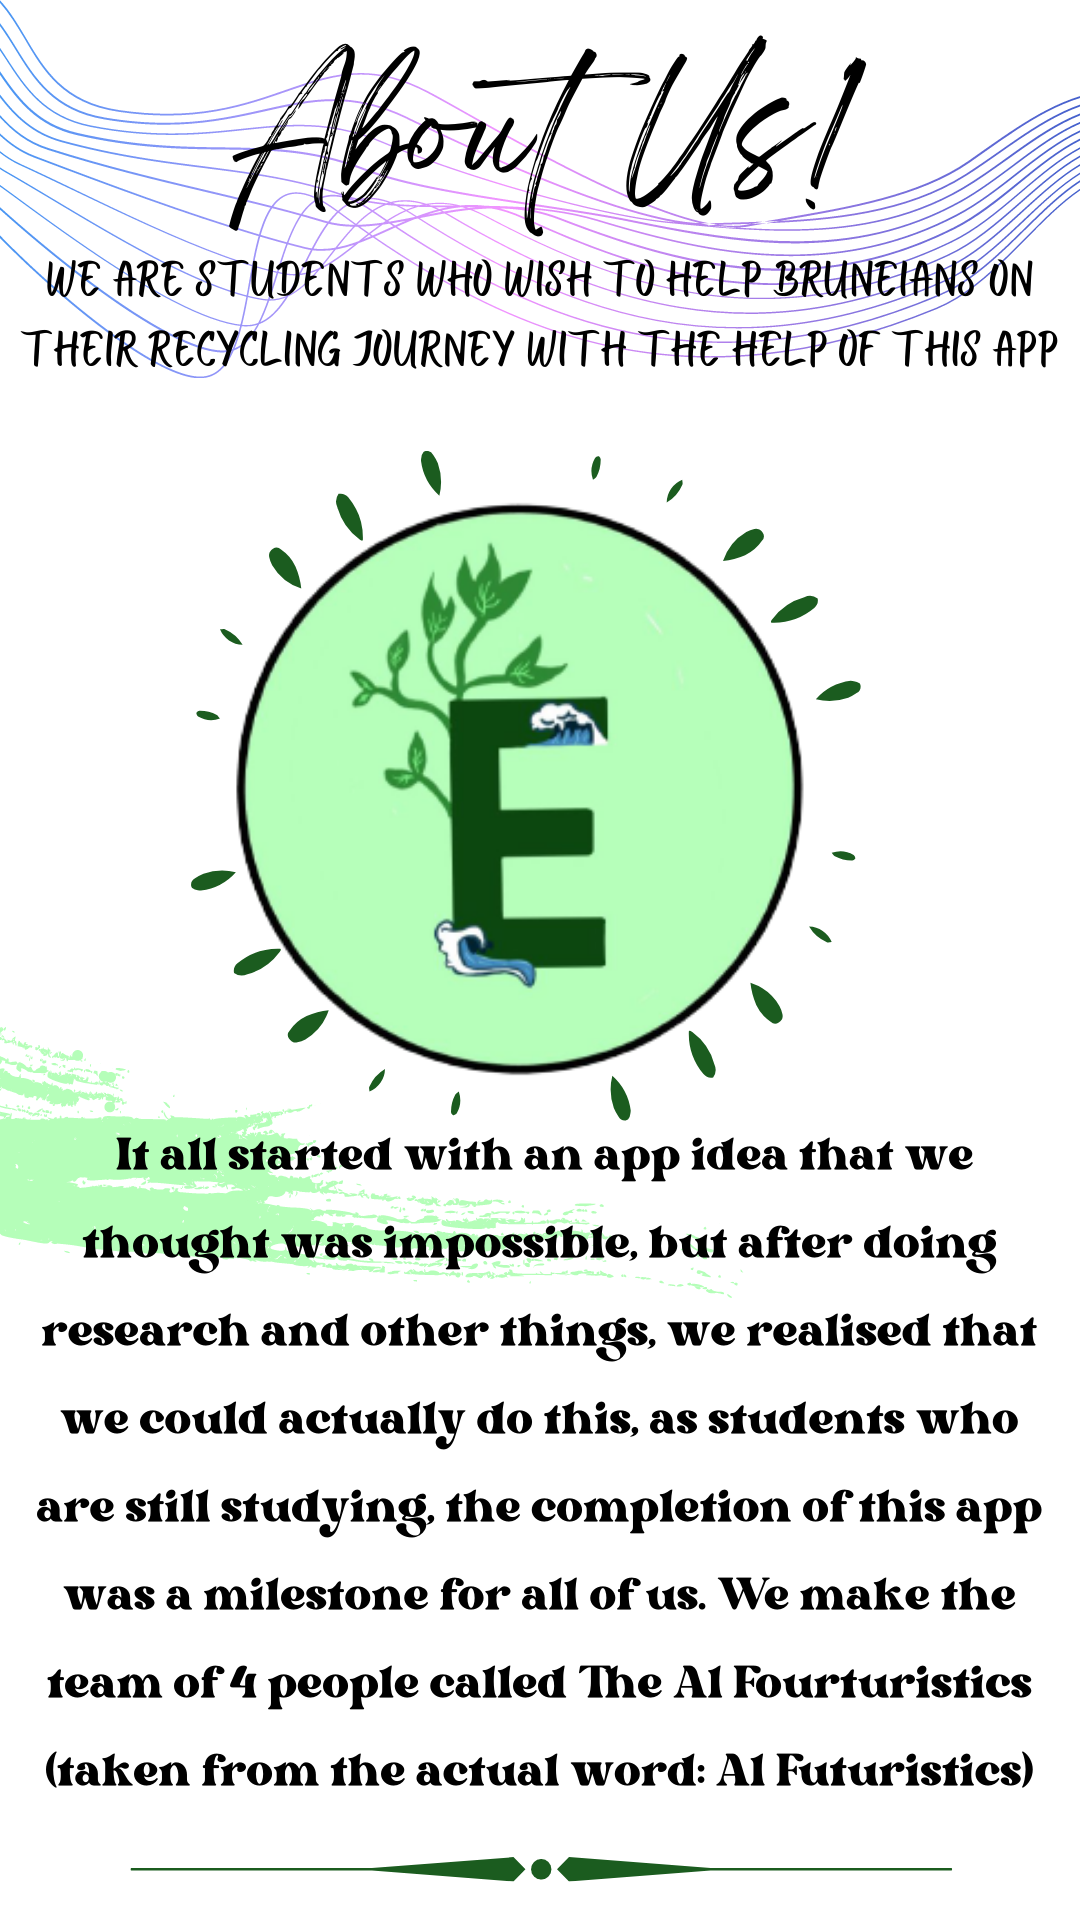 About Us!
WE ARE STUDENTS WHO WISH TO HELP BRUNEIANS ON
THEIR RECYCLING JOURNEY WITH THE HELP OF THIS APP
E
It all started with an app idea that we
thought was impossible, but after doing
research and other things, we realised that
we could actually do this, as students who
are still studying, the completion of this app
was a milestone for all of us. We make the
team of 4 people called The A1 Fourturistics
(taken from the actual word: A1 Futuristics)